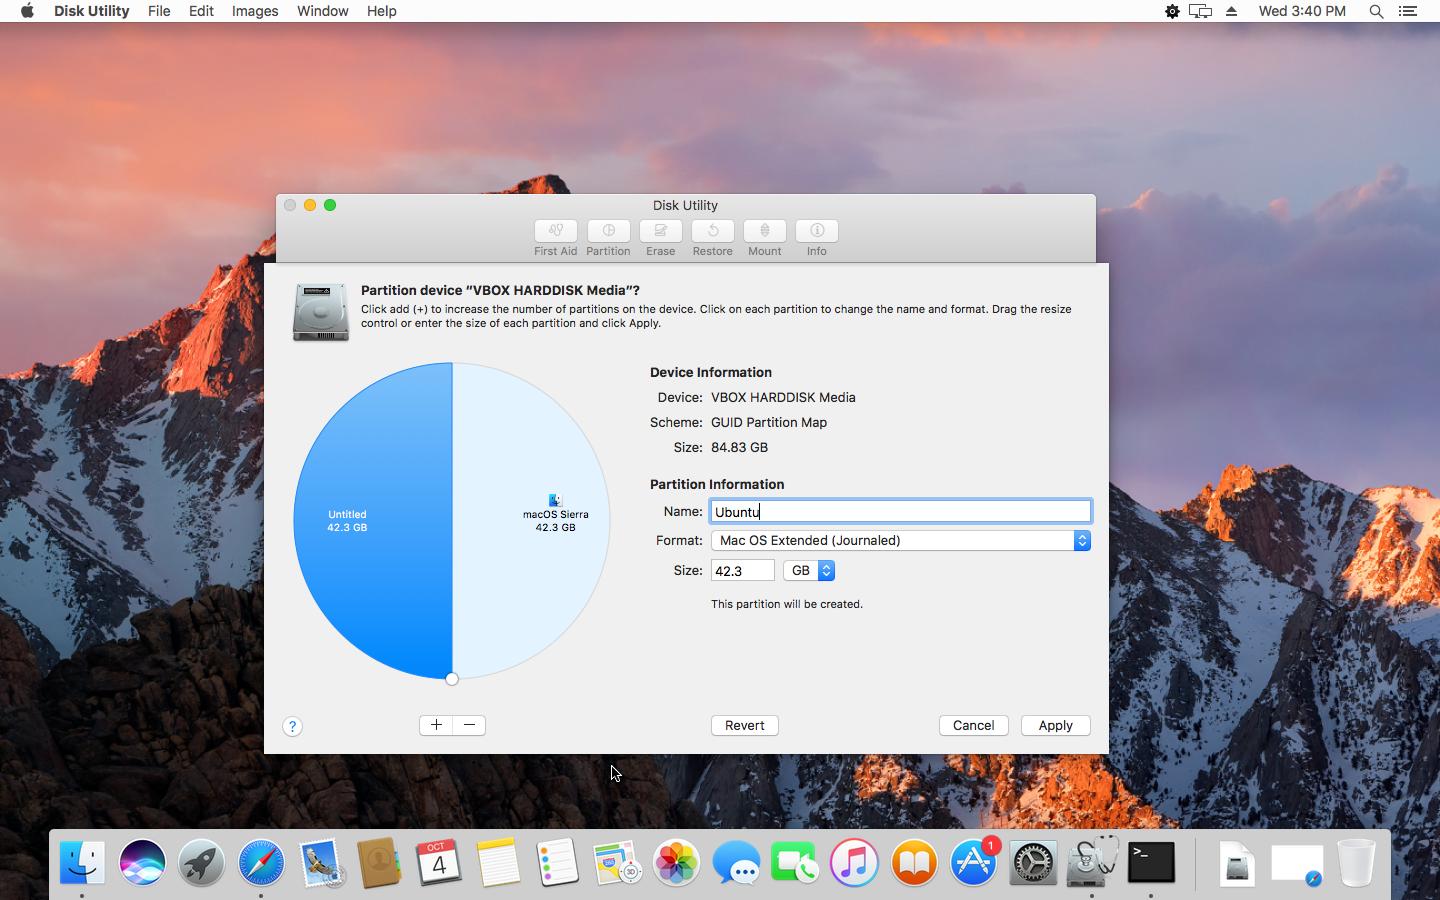 Disk Utility File Edit Images Window Help Wed 3:40 PM
Disk Utility
First Aid Partition Erase Restore Mount Info
Partition device “VBOX HARDDISK Media”?
Click add (+) to increase the number of partitions on the device. Click on each partition to change the name and format. Drag the resize
control or enter the size of each partition and click Apply.
Untitled
42.3 GB
macOS Sierra
42.3 GB
Device Information
Device: VBOX HARDDISK Media
Scheme: GUID Partition Map
Size: 84.83 GB
Partition Information
Name: Ubuntu
Format: Mac OS Extended (Journaled)
Size: 42.3 GB
This partition will be created.
? + − Revert Cancel Apply
OCT
4
3D
1
>_